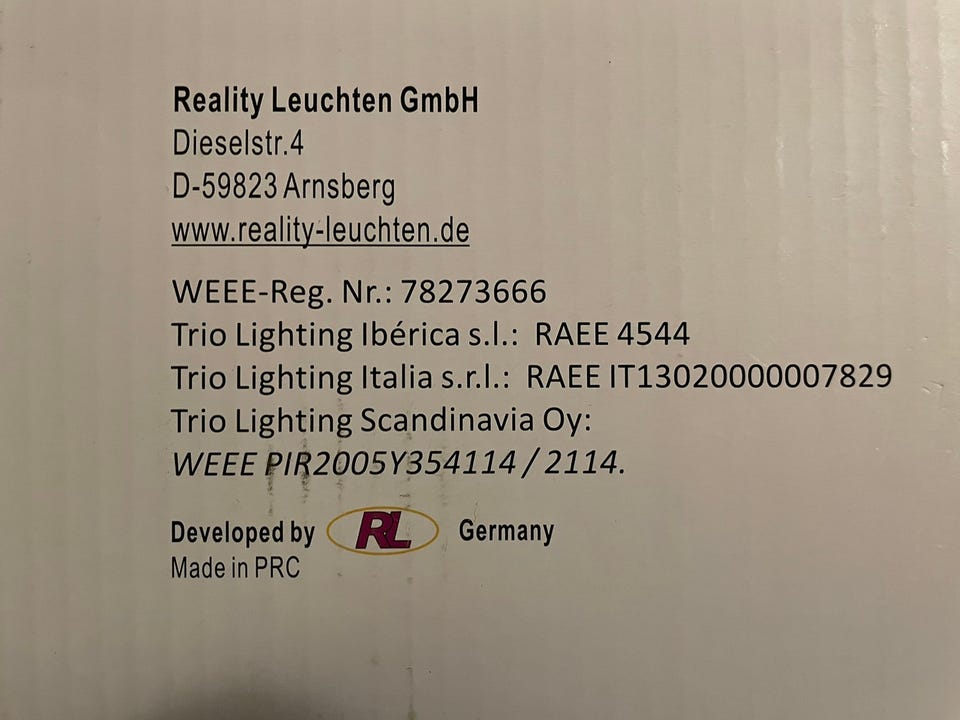 Reality Leuchten GmbH
Dieselstr.4
D-59823 Arnsberg
www.reality-leuchten.de
WEEE-Reg. Nr.: 78273666
Trio Lighting Ibérica s.l.: RAEE 4544
Trio Lighting Italia s.r.l.: RAEE IT13020000007829
Trio Lighting Scandinavia Oy:
WEEE PIR2005Y354114 / 2114.
Developed by RL Germany
Made in PRC